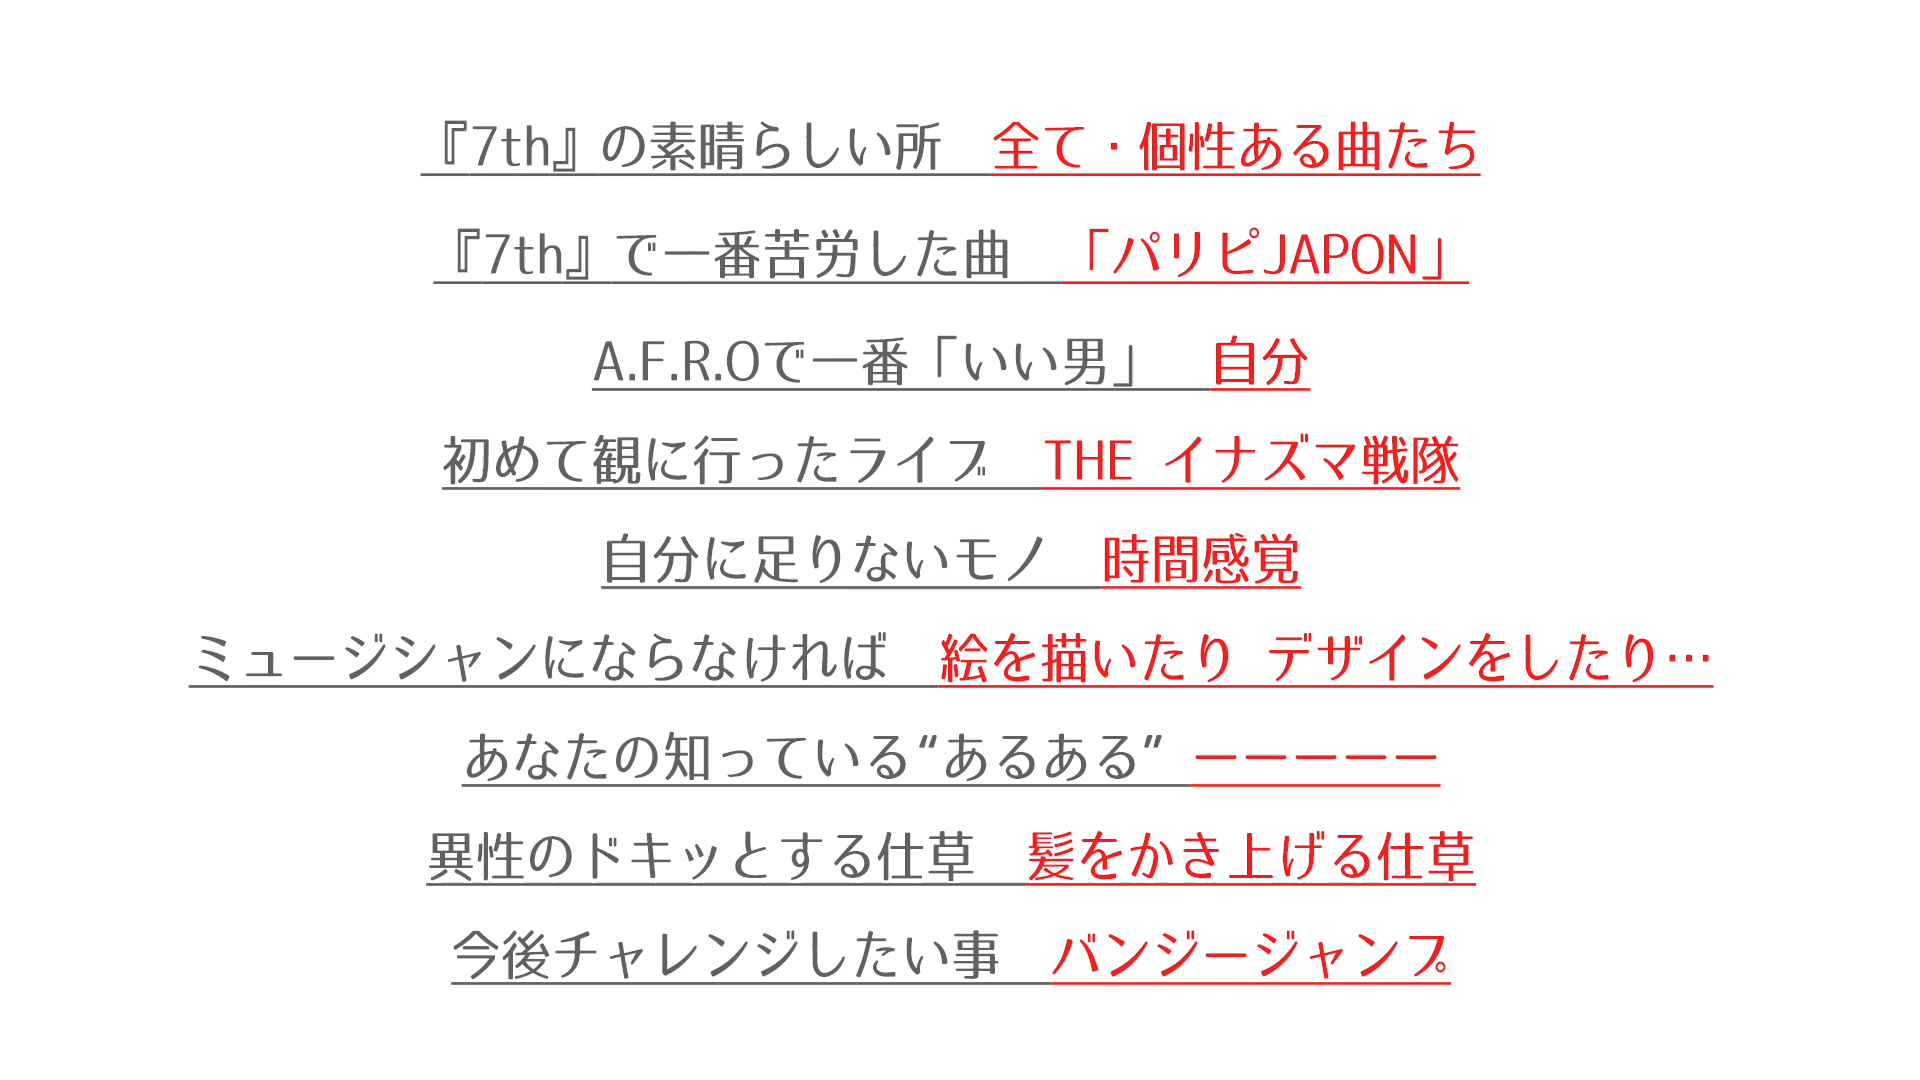 『7th』の素晴らしい所　全て・個性ある曲たち
『7th』で一番苦労した曲　「パリピJAPON」
A.F.R.Oで一番「いい男」　自分
初めて観に行ったライブ　THE イナズマ戦隊
自分に足りないモノ　時間感覚
ミュージシャンにならなければ　絵を描いたり デザインをしたり…
あなたの知っている“あるある” ーーーーー
異性のドキッとする仕草　髪をかき上げる仕草
今後チャレンジしたい事　バンジージャンプ